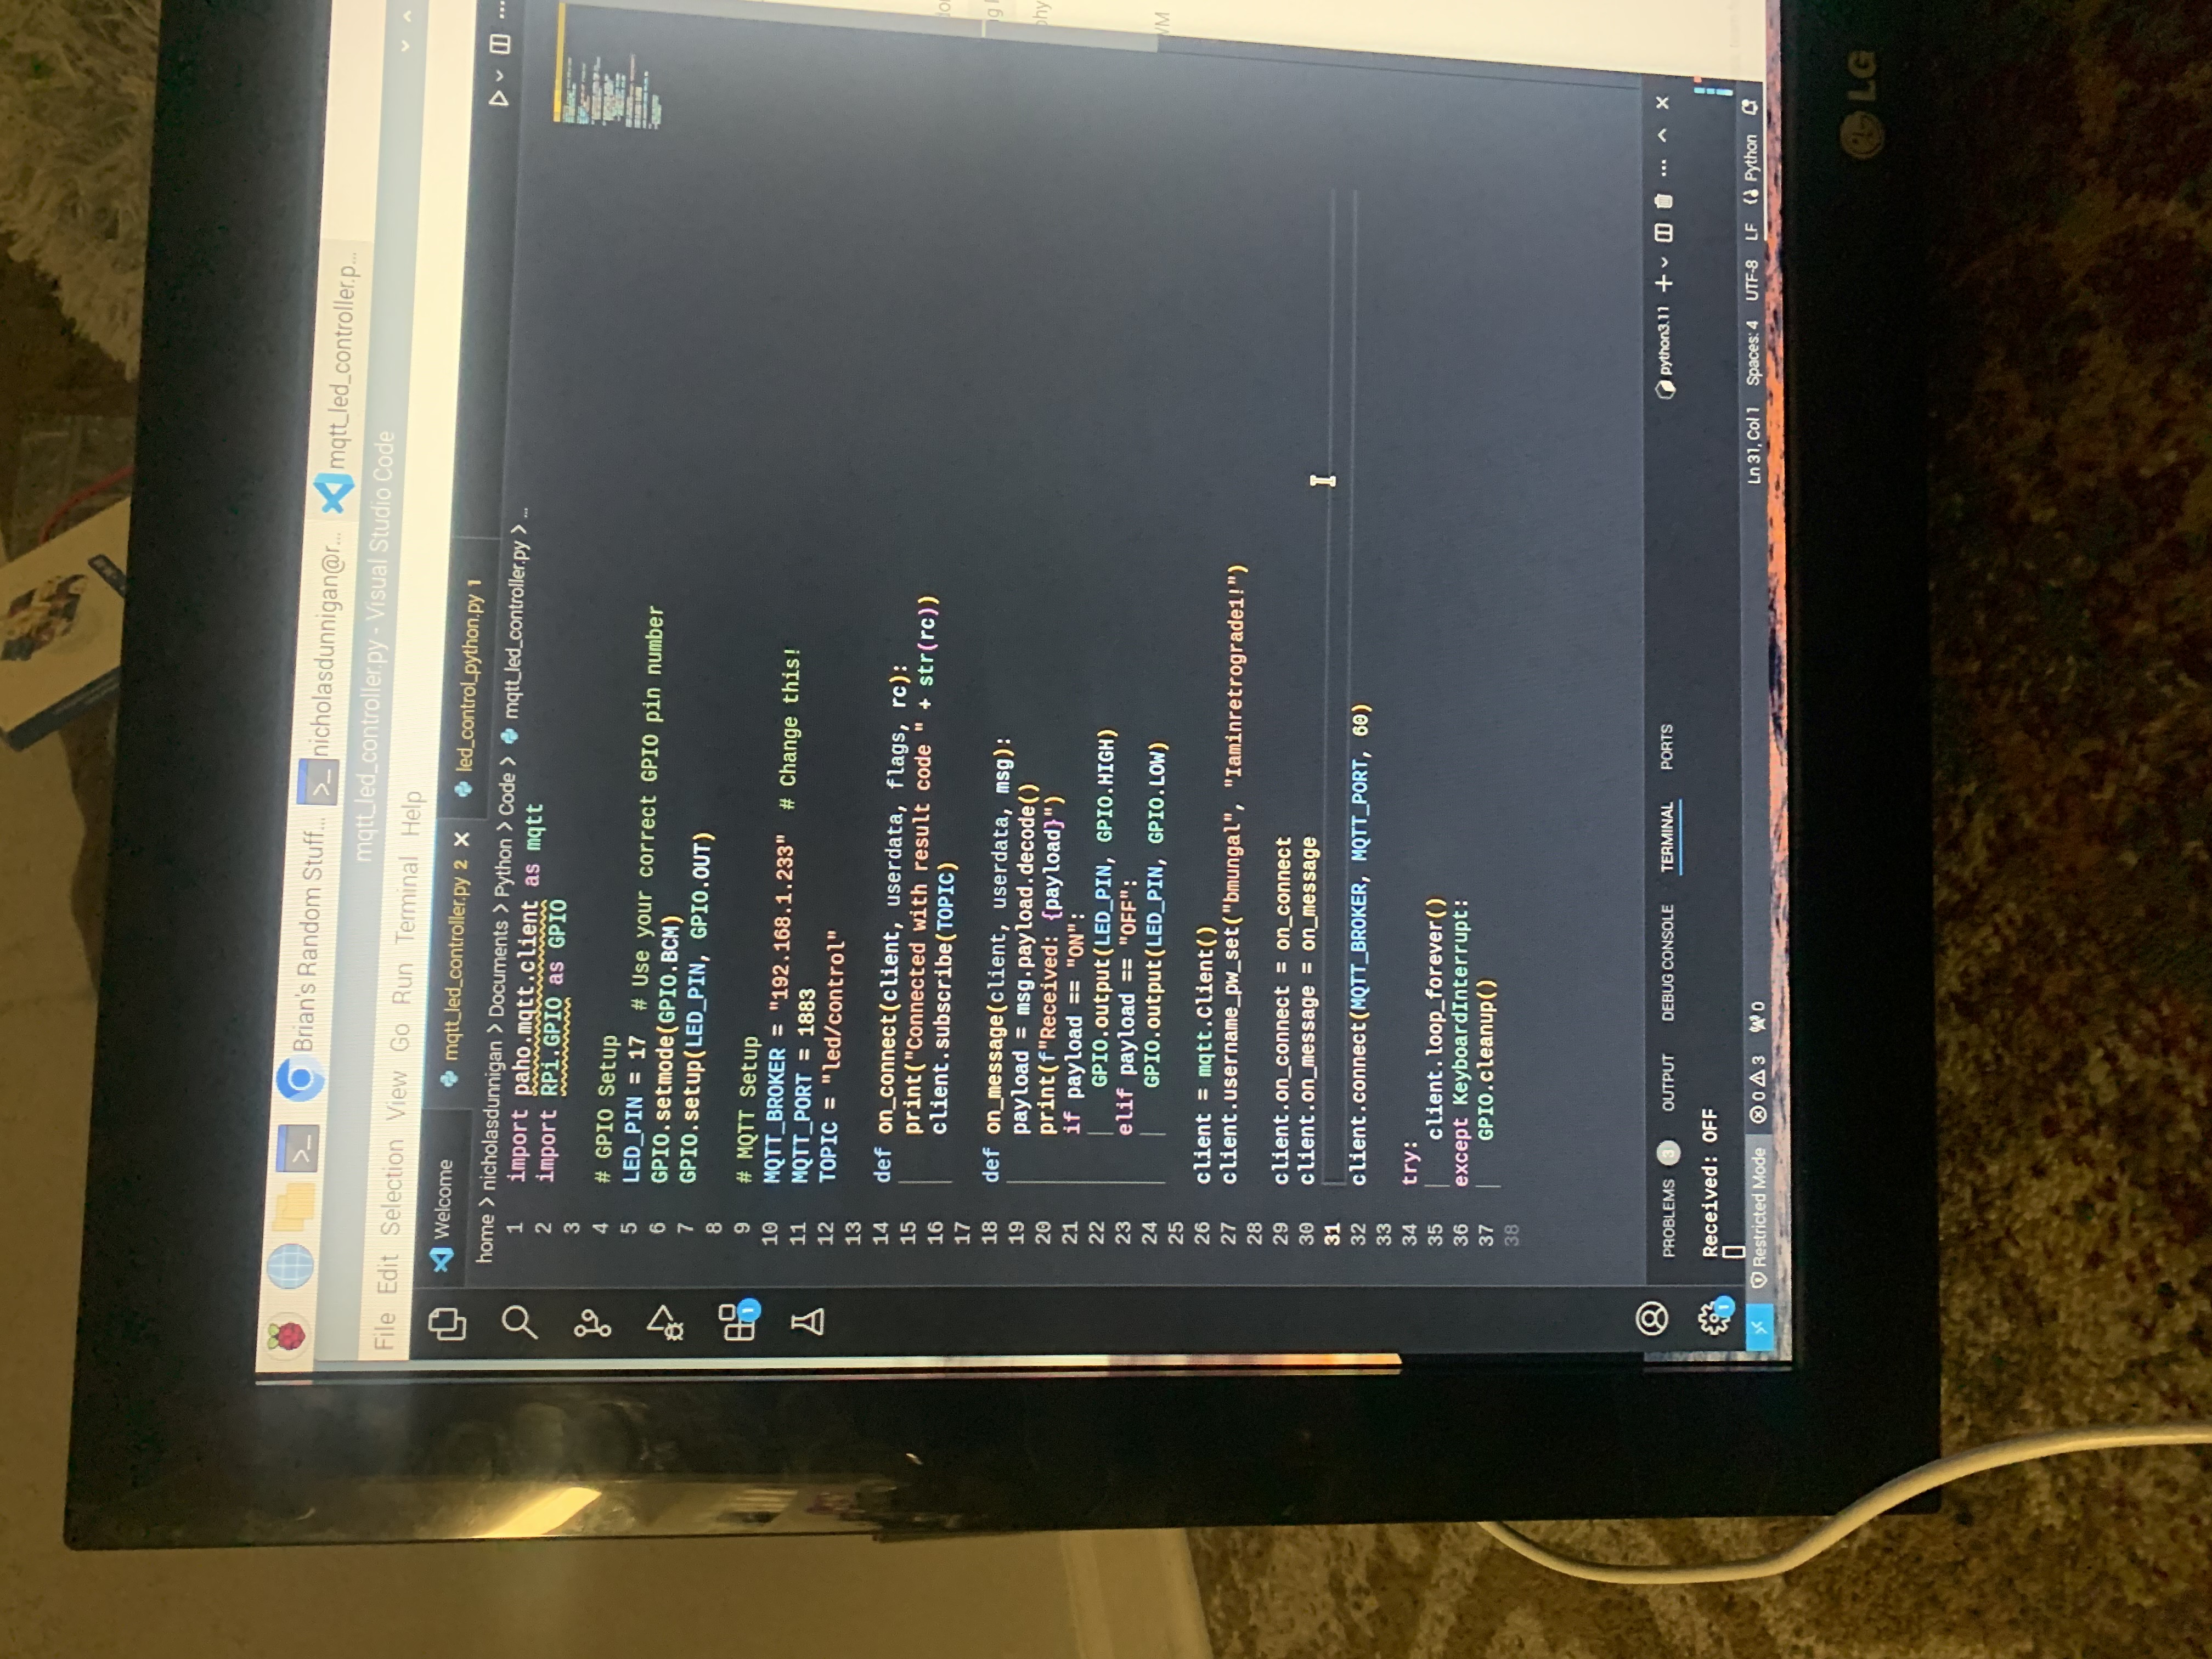 Brian's Random Stuff...
nicholasdunnigan@r...
mqtt_led_controller.p...
mqtt_led_controller.py - Visual Studio Code
File Edit Selection View Go Run Terminal Help
Welcome
mqtt_led_controller.py 2
led_control_python.py 1
home > nicholasdunnigan > Documents > Python > Code > mqtt_led_controller.py > ...
1 import paho.mqtt.client as mqtt
2 import RPi.GPIO as GPIO
3
4 # GPIO Setup
5 LED_PIN = 17  # Use your correct GPIO pin number
6 GPIO.setmode(GPIO.BCM)
7 GPIO.setup(LED_PIN, GPIO.OUT)
8
9 # MQTT Setup
10 MQTT_BROKER = "192.168.1.233"  # Change this!
11 MQTT_PORT = 1883
12 TOPIC = "led/control"
13
14 def on_connect(client, userdata, flags, rc):
15     print("Connected with result code " + str(rc))
16     client.subscribe(TOPIC)
17
18 def on_message(client, userdata, msg):
19     payload = msg.payload.decode()
20     print(f"Received: {payload}")
21     if payload == "ON":
22         GPIO.output(LED_PIN, GPIO.HIGH)
23     elif payload == "OFF":
24         GPIO.output(LED_PIN, GPIO.LOW)
25
26 client = mqtt.Client()
27 client.username_pw_set("bmungal", "Iaminretrograde1!")
28
29 client.on_connect = on_connect
30 client.on_message = on_message
31
32 client.connect(MQTT_BROKER, MQTT_PORT, 60)
33
34 try:
35     client.loop_forever()
36 except KeyboardInterrupt:
37     GPIO.cleanup()
38
PROBLEMS 3 OUTPUT DEBUG CONSOLE TERMINAL PORTS
python3.11
Received: OFF
Restricted Mode 0 3 0
Ln 31, Col 1 Spaces: 4 UTF-8 LF Python
LG